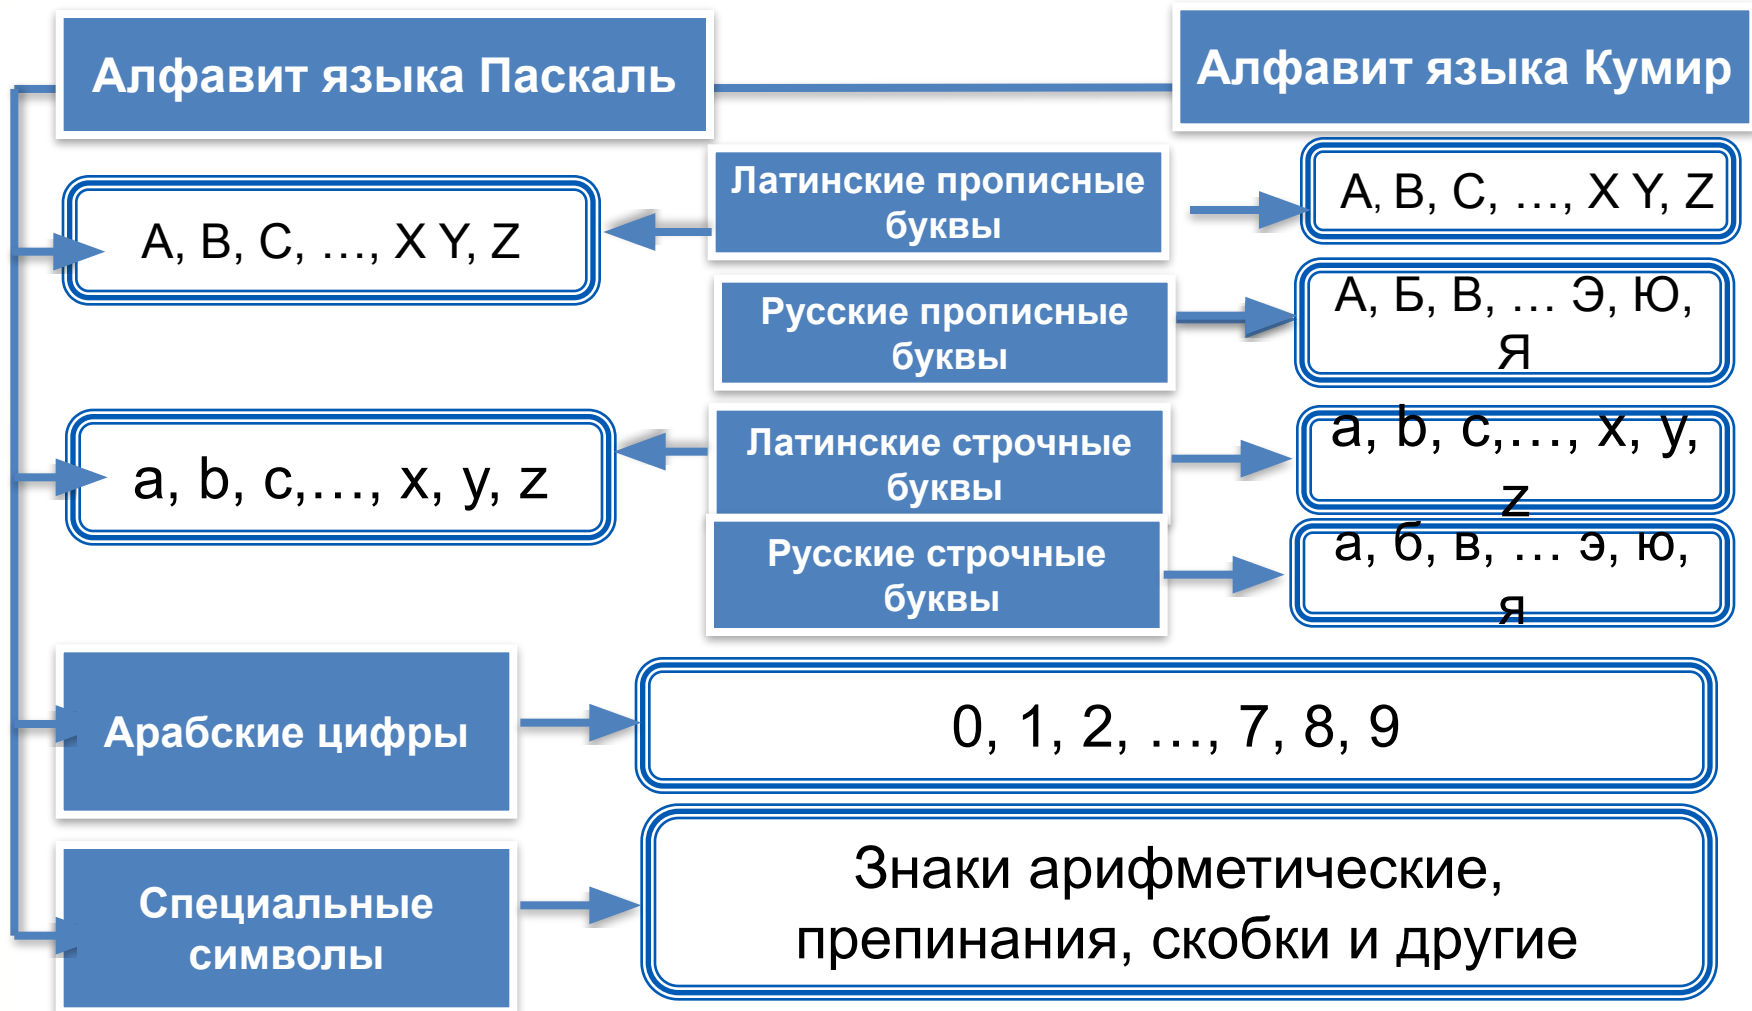 Алфавит языка Паскаль
Алфавит языка Кумир
Латинские прописные
буквы
A, B, C, …, X Y, Z
A, B, C, …, X Y, Z
Русские прописные
буквы
А, Б, В, … Э, Ю,
Я
Латинские строчные
буквы
a, b, c,…, x, y, z
a, b, c,…, x, y,
z
Русские строчные
буквы
а, б, в, … э, ю,
я
Арабские цифры
0, 1, 2, …, 7, 8, 9
Специальные
символы
Знаки арифметические,
препинания, скобки и другие